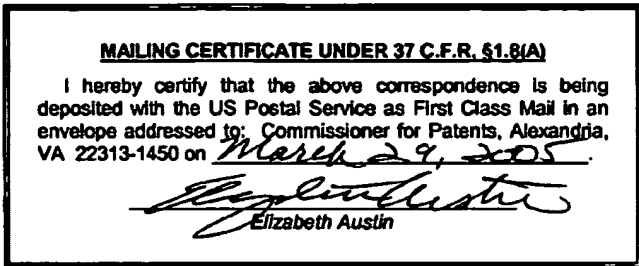 MAILING CERTIFICATE UNDER 37 C.F.R. §1.8(A)
I hereby certify that the above correspondence is being
deposited with the US Postal Service as First Class Mail in an
envelope addressed to: Commissioner for Patents, Alexandria,
VA 22313-1450 on March 29, 2005.
Elizabeth Austin
Elizabeth Austin